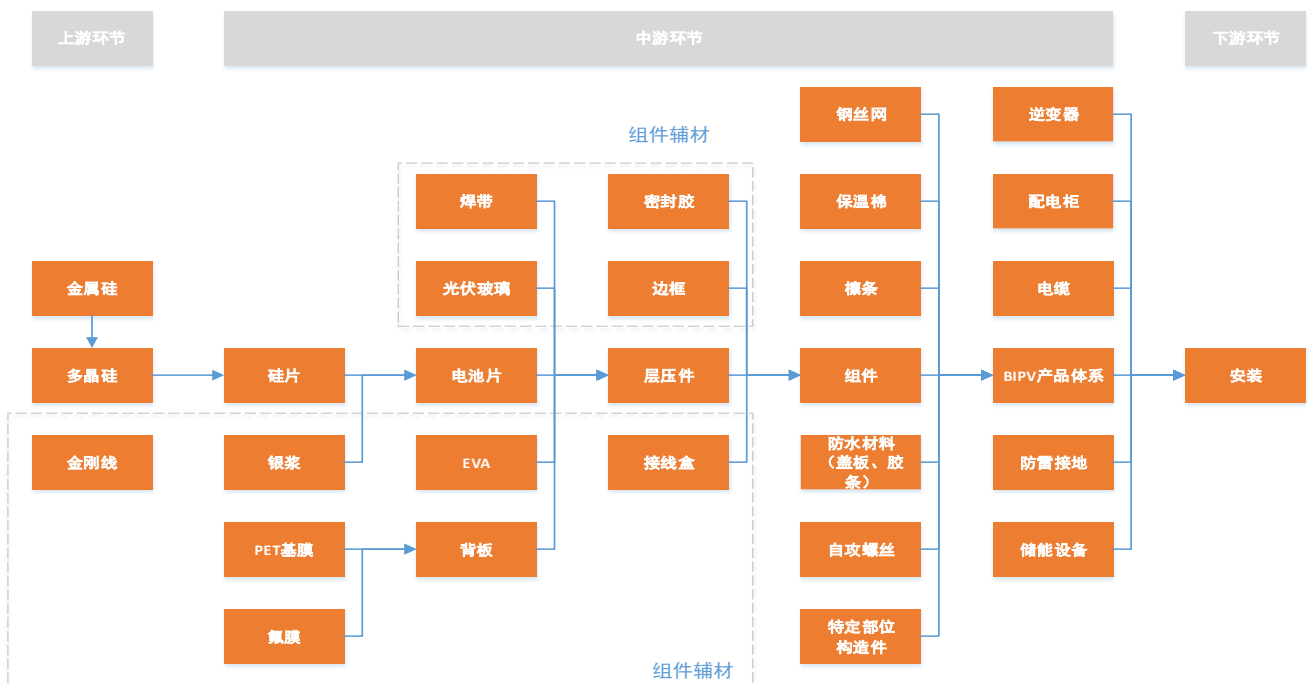 上游环节
中游环节
下游环节
钢丝网
逆变器
组件辅材
焊带
密封胶
保温棉
配电柜
金属硅
光伏玻璃
边框
檩条
电缆
多晶硅
硅片
电池片
层压件
组件
BIPV产品体系
安装
金刚线
银浆
EVA
接线盒
防水材料
（盖板、胶
条）
防雷接地
PET基膜
背板
自攻螺丝
储能设备
氟膜
特定部位
构造件
组件辅材